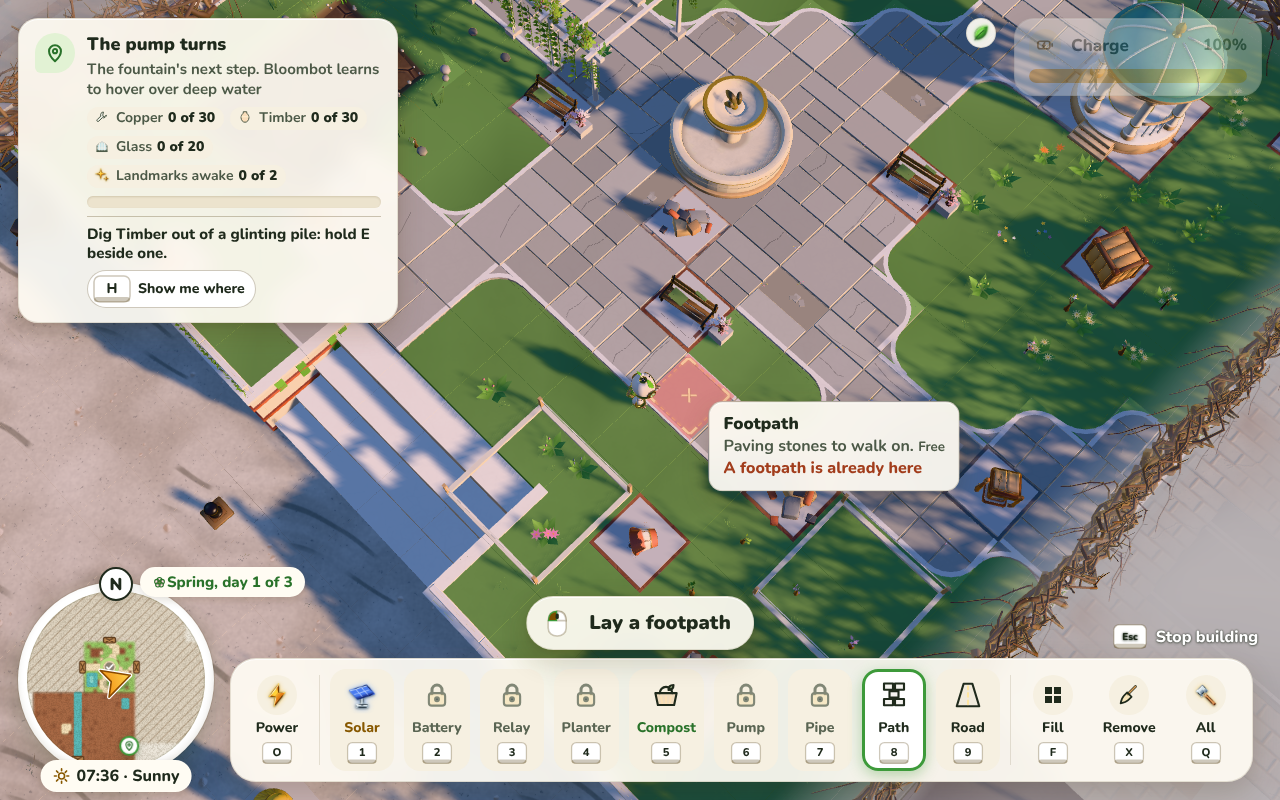 The pump turns
The fountain's next step. Bloombot learns
to hover over deep water
Copper 0 of 30 Timber 0 of 30
Glass 0 of 20
Landmarks awake 0 of 2
Dig Timber out of a glinting pile: hold E
beside one.
H Show me where
Charge 100%
Footpath
Paving stones to walk on. Free
A footpath is already here
N
Spring, day 1 of 3
07:36 · Sunny
Lay a footpath
Esc Stop building
Power Solar Battery Relay Planter Compost Pump Pipe Path Road Fill Remove All
O 1 2 3 4 5 6 7 8 9 F X Q